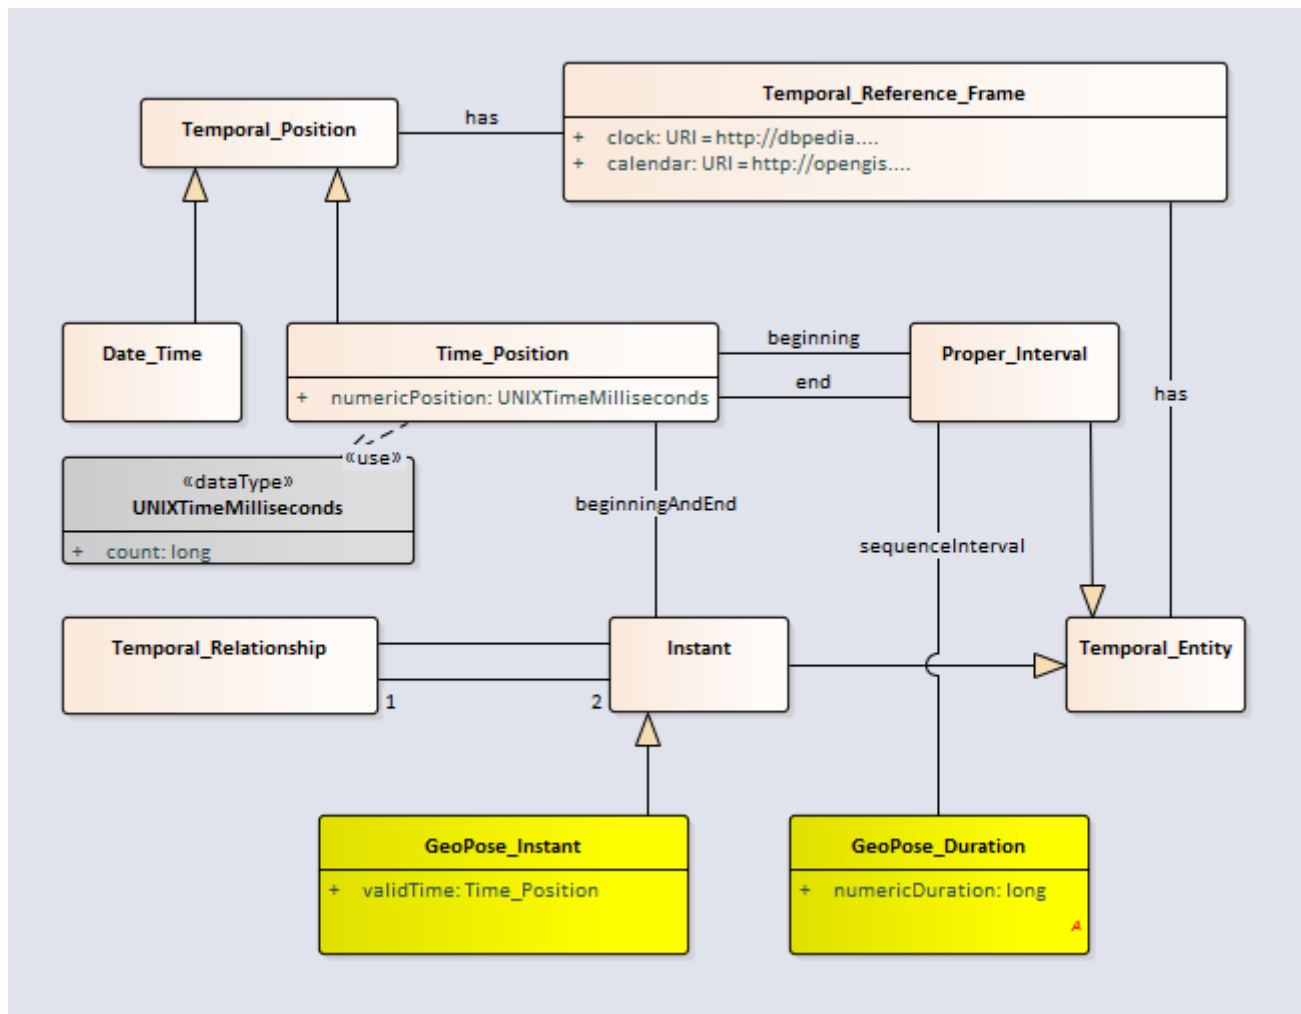 Temporal_Reference_Frame
+ clock: URI = http://dbpedia....
+ calendar: URI = http://opengis....
has
Temporal_Position
Date_Time
Time_Position
+ numericPosition: UNIXTimeMilliseconds
beginning
end
Proper_Interval
has
«use»
«dataType»
UNIXTimeMilliseconds
+ count: long
beginningAndEnd
sequenceInterval
Temporal_Relationship
1
2
Instant
Temporal_Entity
GeoPose_Instant
+ validTime: Time_Position
GeoPose_Duration
+ numericDuration: long
A